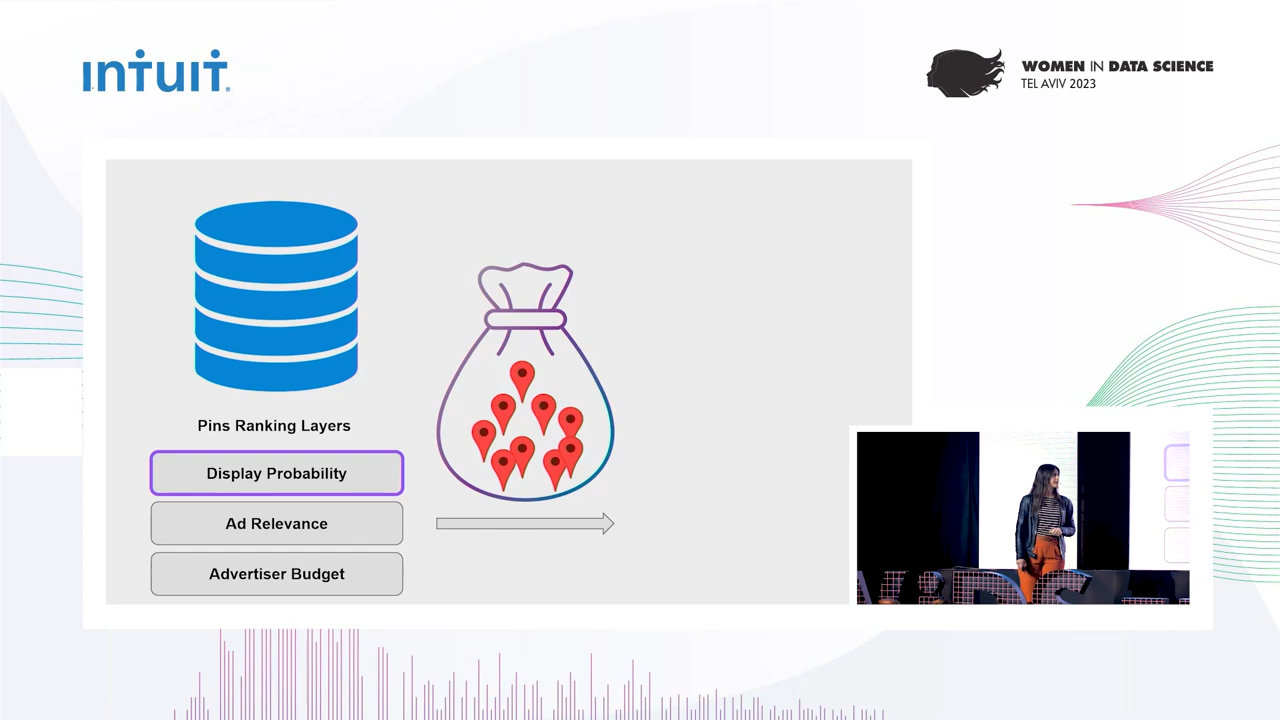 INTUIT
WOMEN IN DATA SCIENCE
TEL AVIV 2023
Pins Ranking Layers
Display Probability
Ad Relevance
Advertiser Budget